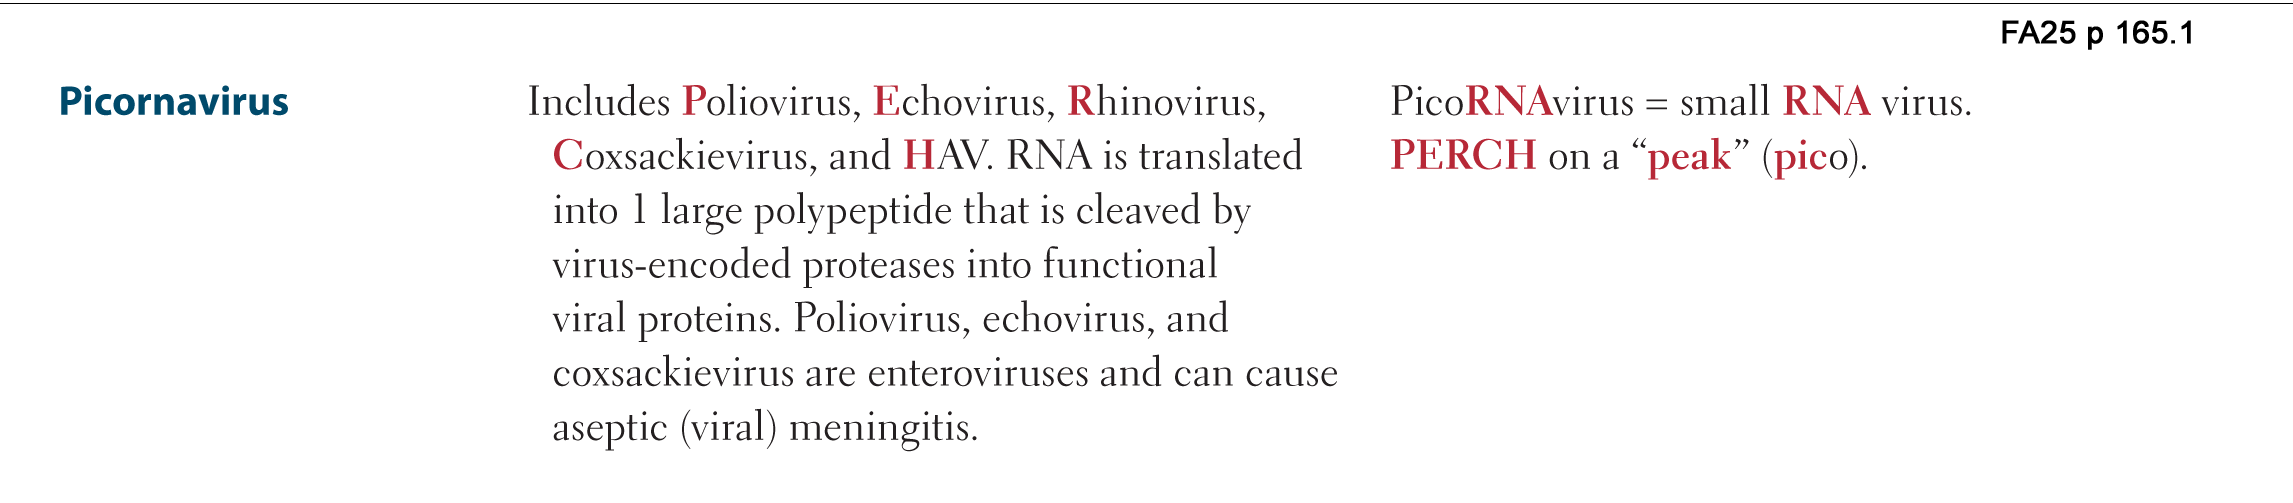 FA25 p 165.1
Picornavirus
Includes Poliovirus, Echovirus, Rhinovirus,
Coxsackievirus, and HAV. RNA is translated
into 1 large polypeptide that is cleaved by
virus-encoded proteases into functional
viral proteins. Poliovirus, echovirus, and
coxsackievirus are enteroviruses and can cause
aseptic (viral) meningitis.
PicoRNAvirus = small RNA virus.
PERCH on a “peak” (pico).